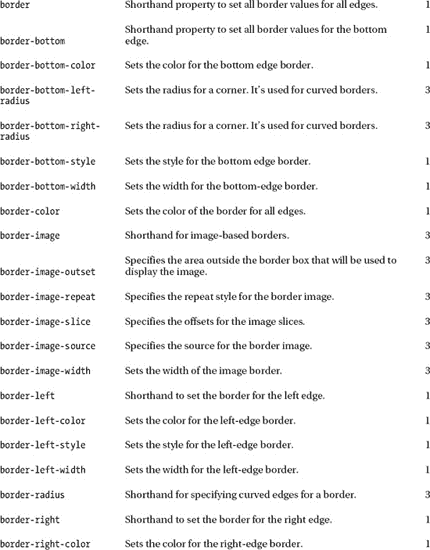 border Shorthand property to set all border values for all edges. 1
Shorthand property to set all border values for the bottom 1
border-bottom edge.
border-bottom-color Sets the color for the bottom edge border. 1
border-bottom-left- Sets the radius for a corner. It's used for curved borders. 3
radius
border-bottom-right- Sets the radius for a corner. It's used for curved borders. 3
radius
border-bottom-style Sets the style for the bottom edge border. 1
border-bottom-width Sets the width for the bottom-edge border. 1
border-color Sets the color of the border for all edges. 1
border-image Shorthand for image-based borders. 3
Specifies the area outside the border box that will be used to 3
border-image-outset display the image.
border-image-repeat Specifies the repeat style for the border image. 3
border-image-slice Specifies the offsets for the image slices. 3
border-image-source Specifies the source for the border image. 3
border-image-width Sets the width of the image border. 3
border-left Shorthand to set the border for the left edge. 1
border-left-color Sets the color for the left-edge border. 1
border-left-style Sets the style for the left-edge border. 1
border-left-width Sets the width for the left-edge border. 1
border-radius Shorthand for specifying curved edges for a border. 3
border-right Shorthand to set the border for the right edge. 1
border-right-color Sets the color for the right-edge border. 1